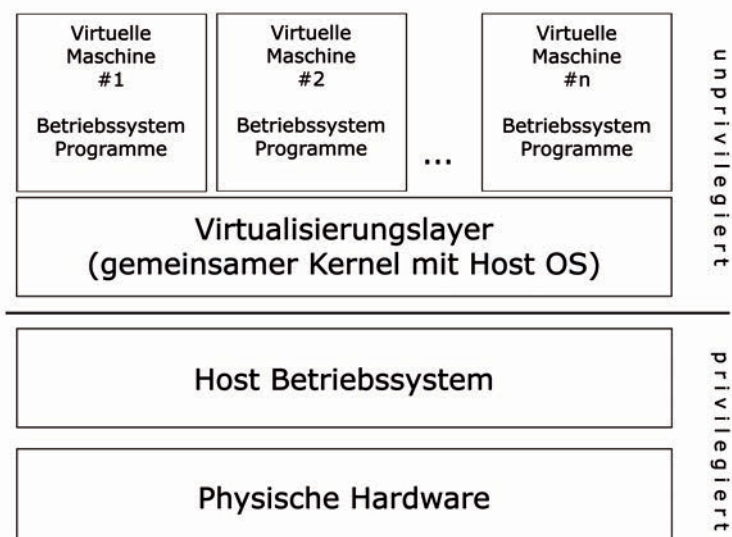 Virtuelle
Maschine
#1
Betriebssystem
Programme
Virtuelle
Maschine
#2
Betriebssystem
Programme
...
Virtuelle
Maschine
#n
Betriebssystem
Programme
unprivilegiert
Virtualisierungslayer
(gemeinsamer Kernel mit Host OS)
Host Betriebssystem
privilegiert
Physische Hardware